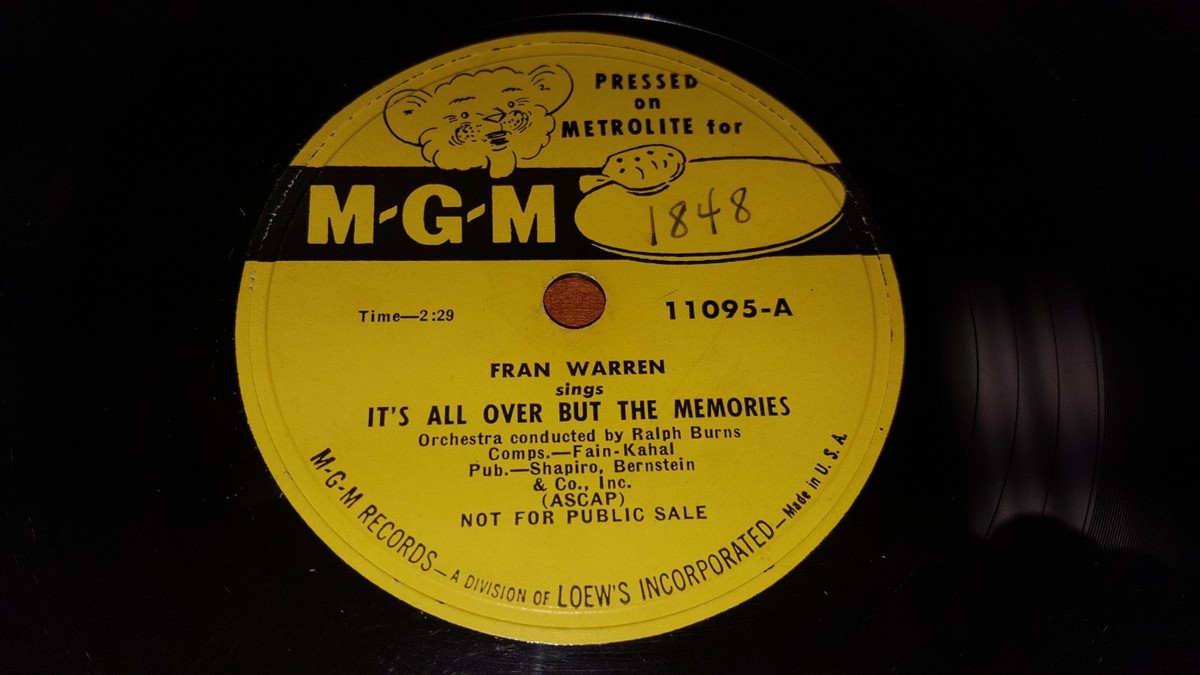 PRESSED
on
METROLITE for
M-G-M
1848
Time—2:29
11095-A
FRAN WARREN
sings
IT'S ALL OVER BUT THE MEMORIES
Orchestra conducted by Ralph Burns
Comps.—Fain-Kahal
Pub.—Shapiro, Bernstein
& Co., Inc.
(ASCAP)
NOT FOR PUBLIC SALE
M-G-M RECORDS—A DIVISION OF LOEW'S INCORPORATED—Made in U. S. A.